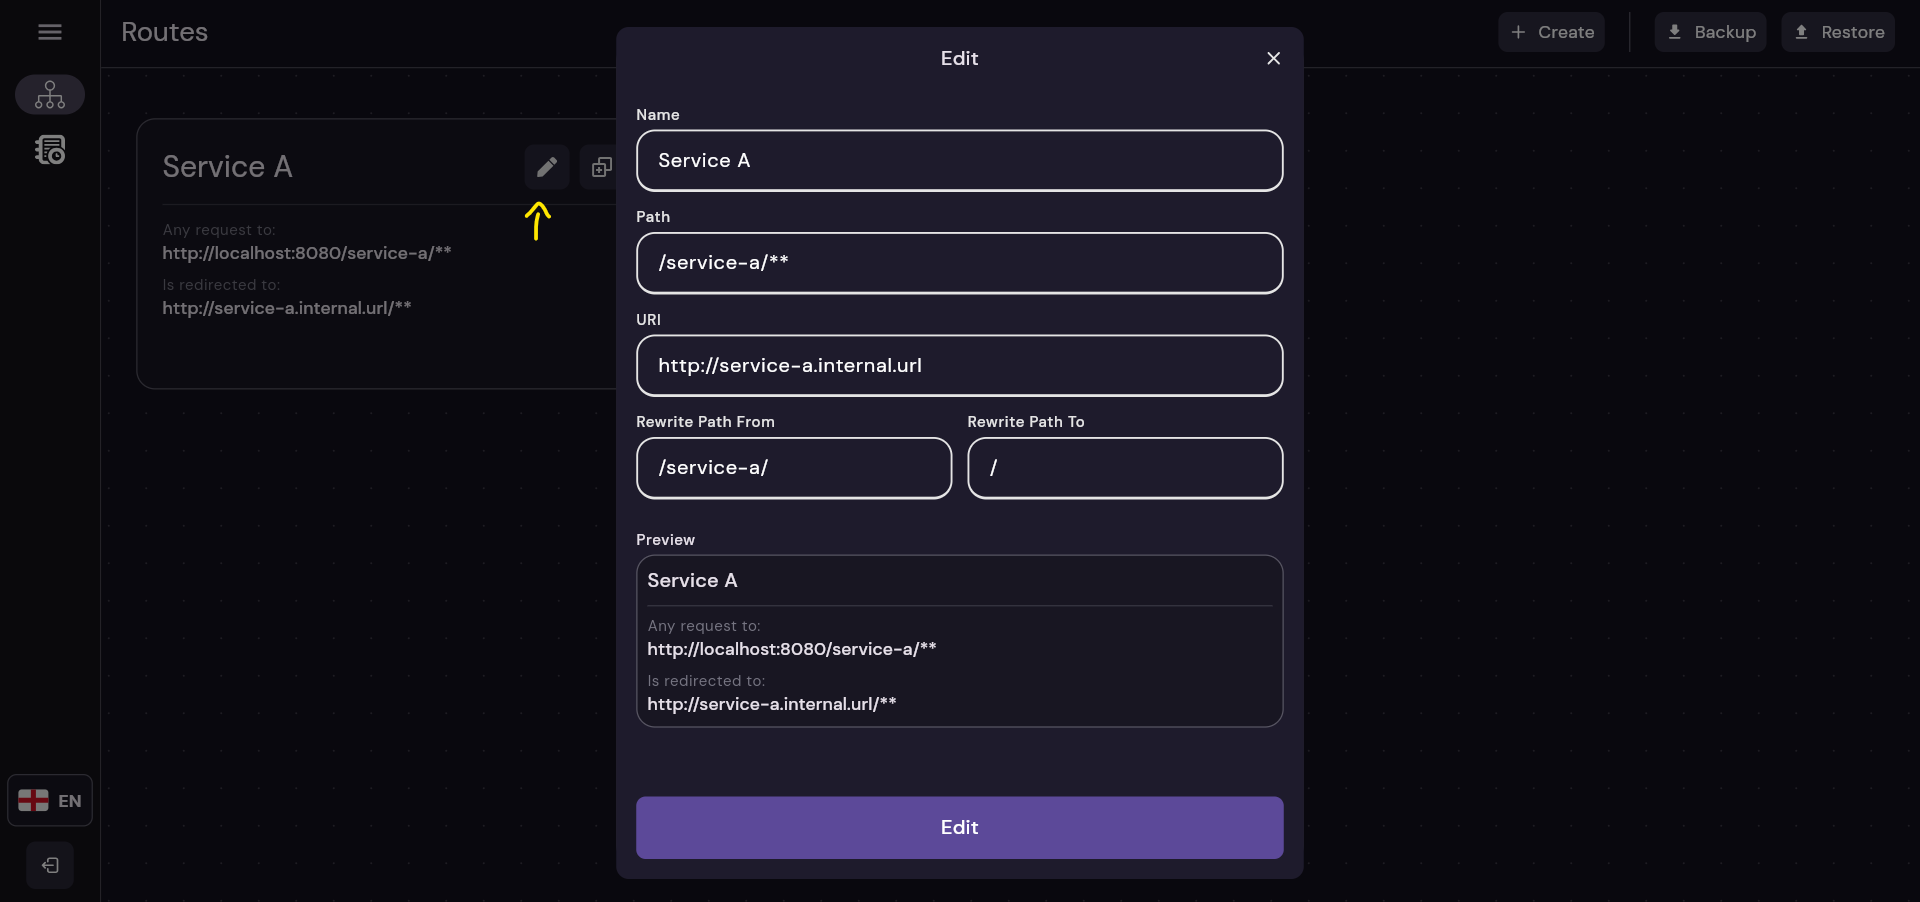 Routes
Create
Backup
Restore
Service A
Any request to:
http://localhost:8080/service-a/**
Is redirected to:
http://service-a.internal.url/**
EN
Edit
Name
Service A
Path
/service-a/**
URI
http://service-a.internal.url
Rewrite Path From
Rewrite Path To
/service-a/
/
Preview
Service A
Any request to:
http://localhost:8080/service-a/**
Is redirected to:
http://service-a.internal.url/**
Edit